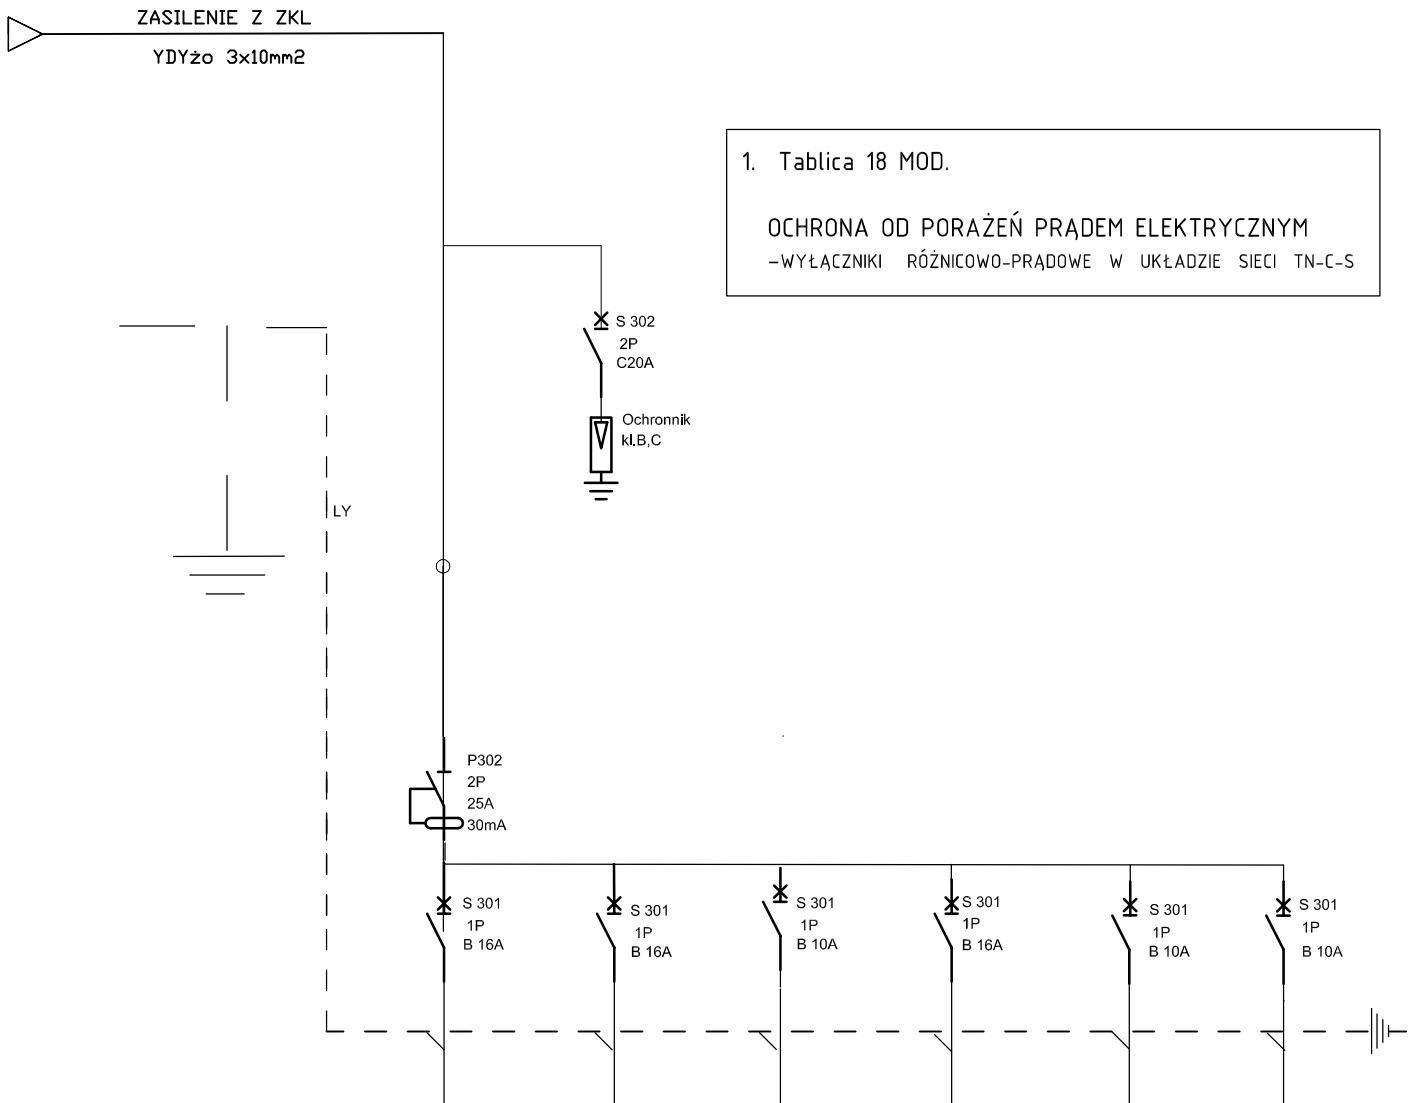 ZASILENIE Z ZKL
YDYżo 3x10mm2
1. Tablica 18 MOD.
OCHRONA OD PORAŻEŃ PRĄDEM ELEKTRYCZNYM
-WYŁĄCZNIKI RÓŻNICOWO-PRĄDOWE W UKŁADZIE SIECI TN-C-S
S 302
2P
C20A
Ochronnik
kl.B,C
LY
P302
2P
25A
30mA
S 301
1P
B 16A
S 301
1P
B 16A
S 301
1P
B 10A
S 301
1P
B 16A
S 301
1P
B 10A
S 301
1P
B 10A